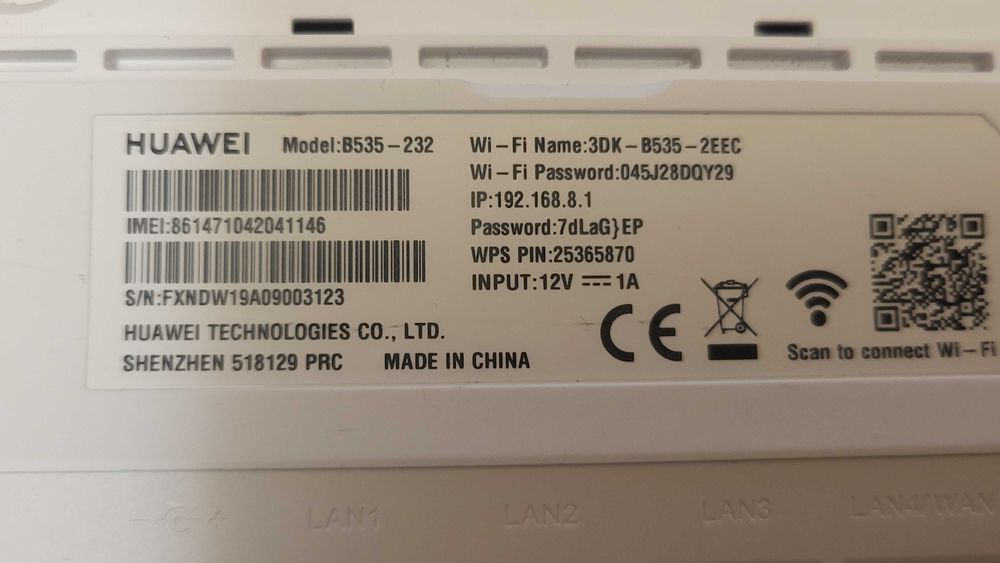 HUAWEI Model:B535-232
IMEI:861471042041146
S/N:FXNDW19A09003123
HUAWEI TECHNOLOGIES CO., LTD.
SHENZHEN 518129 PRC MADE IN CHINA
Wi-Fi Name:3DK-B535-2EEC
Wi-Fi Password:045J28DQY29
IP:192.168.8.1
Password:7dLaG}EP
WPS PIN:25365870
INPUT:12V ⎓ 1A
CE
Scan to connect Wi-Fi
LAN1 LAN2 LAN3 LAN4/WAN